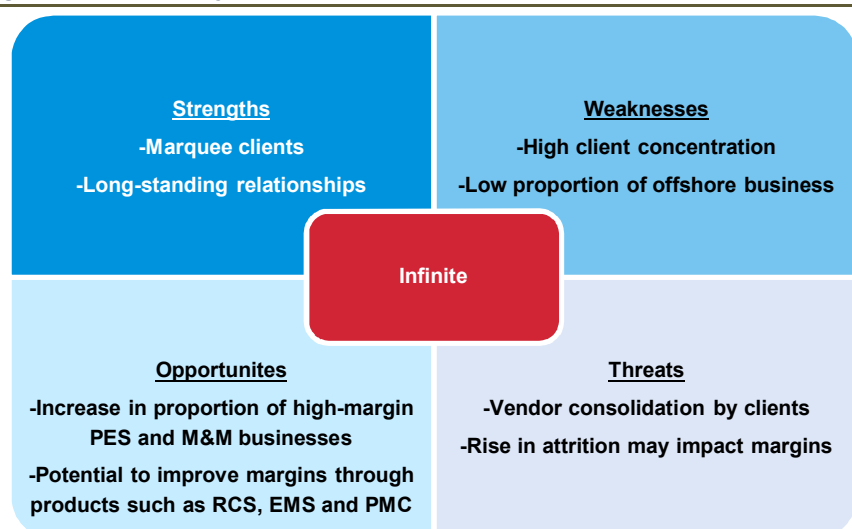 Strengths
-Marquee clients
-Long-standing relationships
Weaknesses
-High client concentration
-Low proportion of offshore business
Infinite
Opportunites
-Increase in proportion of high-margin
PES and M&M businesses
-Potential to improve margins through
products such as RCS, EMS and PMC
Threats
-Vendor consolidation by clients
-Rise in attrition may impact margins